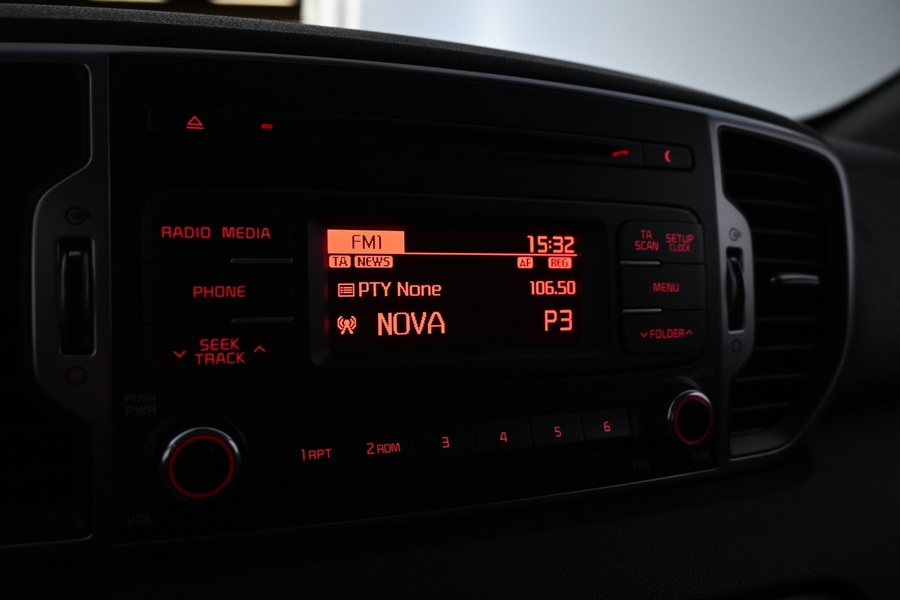 RADIO MEDIA
PHONE
SEEK
TRACK
PUSH
PWR
VOL
FM1 15:32
TA NEWS AF REG
PTY None 106.50
NOVA P3
TA
SCAN
SETUP
CLOCK
MENU
FOLDER
1 RPT 2 RDM 3 4 5 6